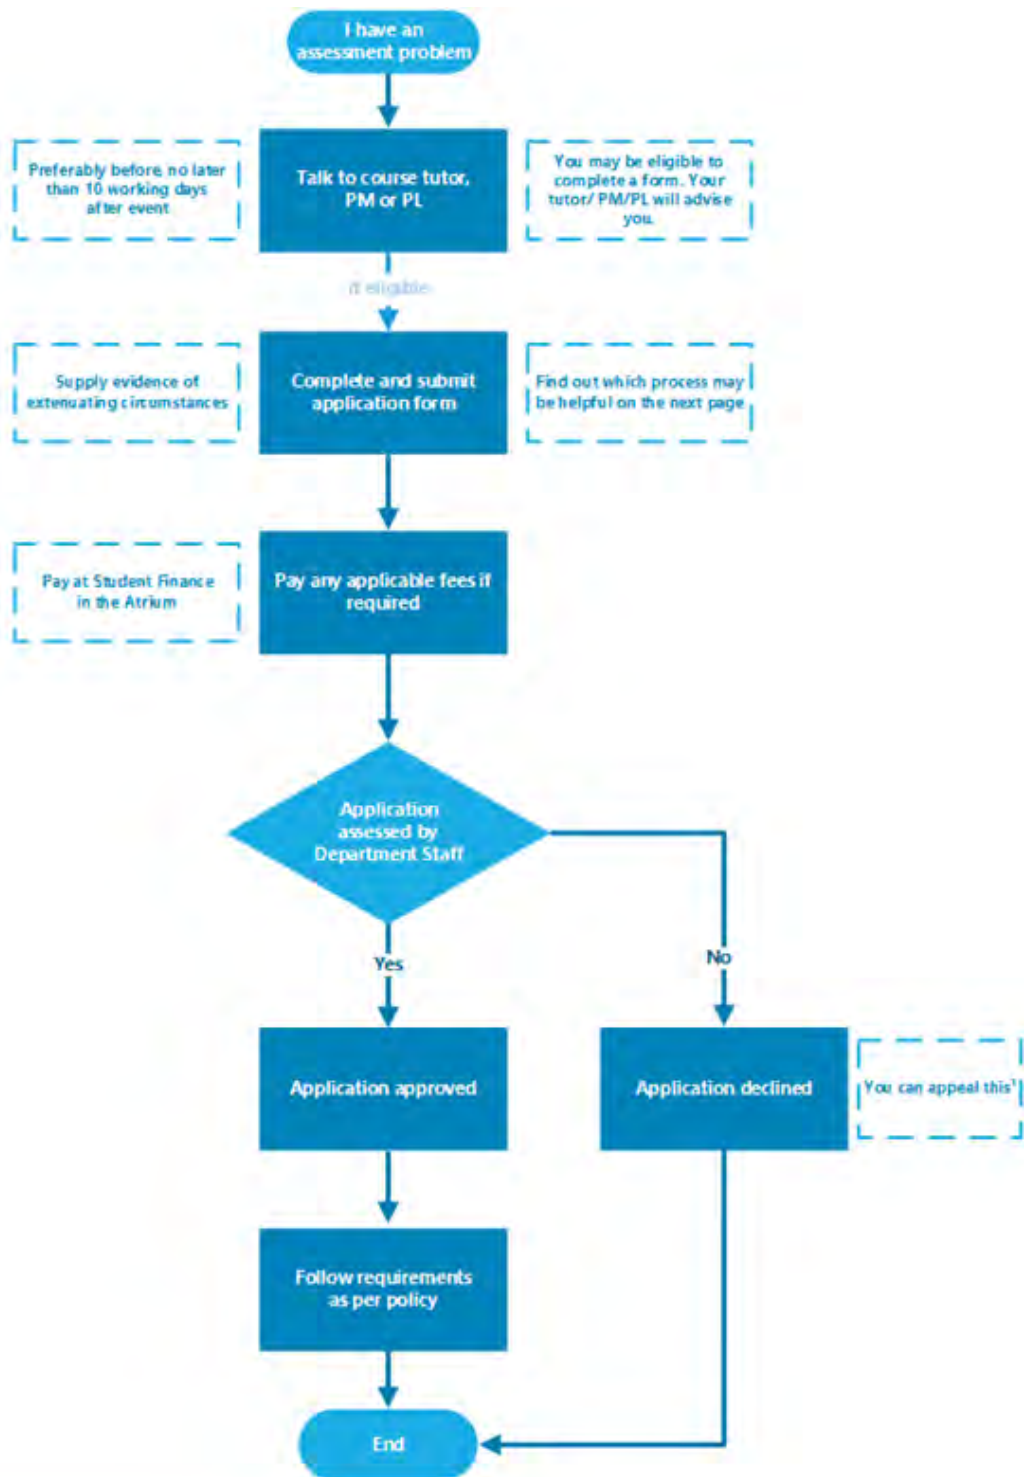 I have an
assessment problem
Preferably before, no later
than 10 working days
after event
Talk to course tutor,
PM or PL
You may be eligible to
complete a form. Your
tutor/ PM/PL will advise
you.
if eligible
Supply evidence of
extenuating circumstances
Complete and submit
application form
Find out which process may
be helpful on the next page
Pay at Student Finance
in the Atrium
Pay any applicable fees if
required
Application
assessed by
Department Staff
Yes
No
Application approved
Application declined
You can appeal this¹
Follow requirements
as per policy
End